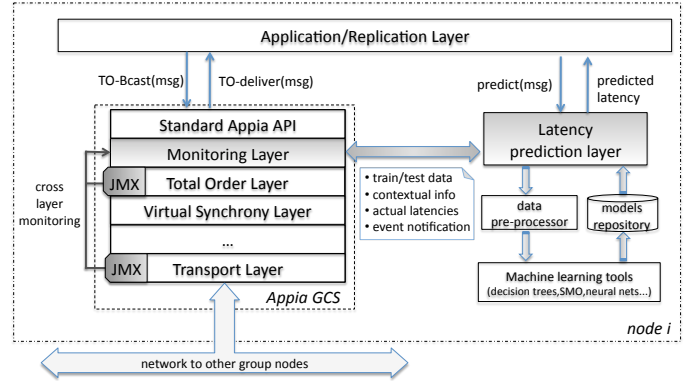 Application/Replication Layer
TO-Bcast(msg)
TO-deliver(msg)
predict(msg)
predicted
latency
Standard Appia API
Monitoring Layer
JMX
Total Order Layer
Virtual Synchrony Layer
...
JMX
Transport Layer
Appia GCS
cross
layer
monitoring
• train/test data
• contextual info
• actual latencies
• event notification
Latency
prediction layer
data
pre-processor
models
repository
Machine learning tools
(decision trees,SMO,neural nets...)
node i
network to other group nodes